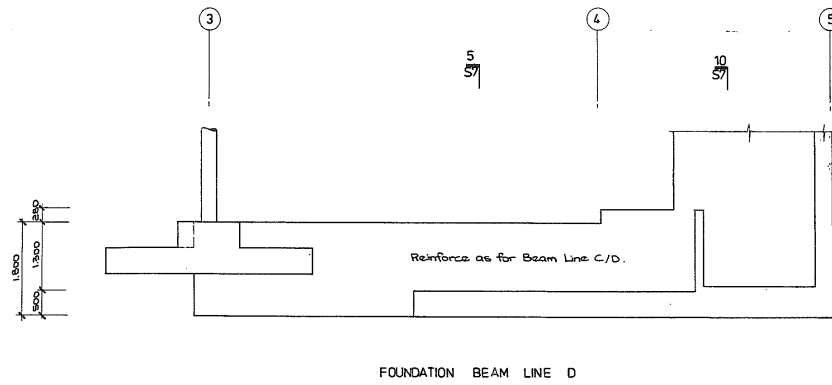 3
4
5
5
S7
10
S7
280
1.300
1.800
500
Reinforce as for Beam Line C/D.
FOUNDATION BEAM LINE D